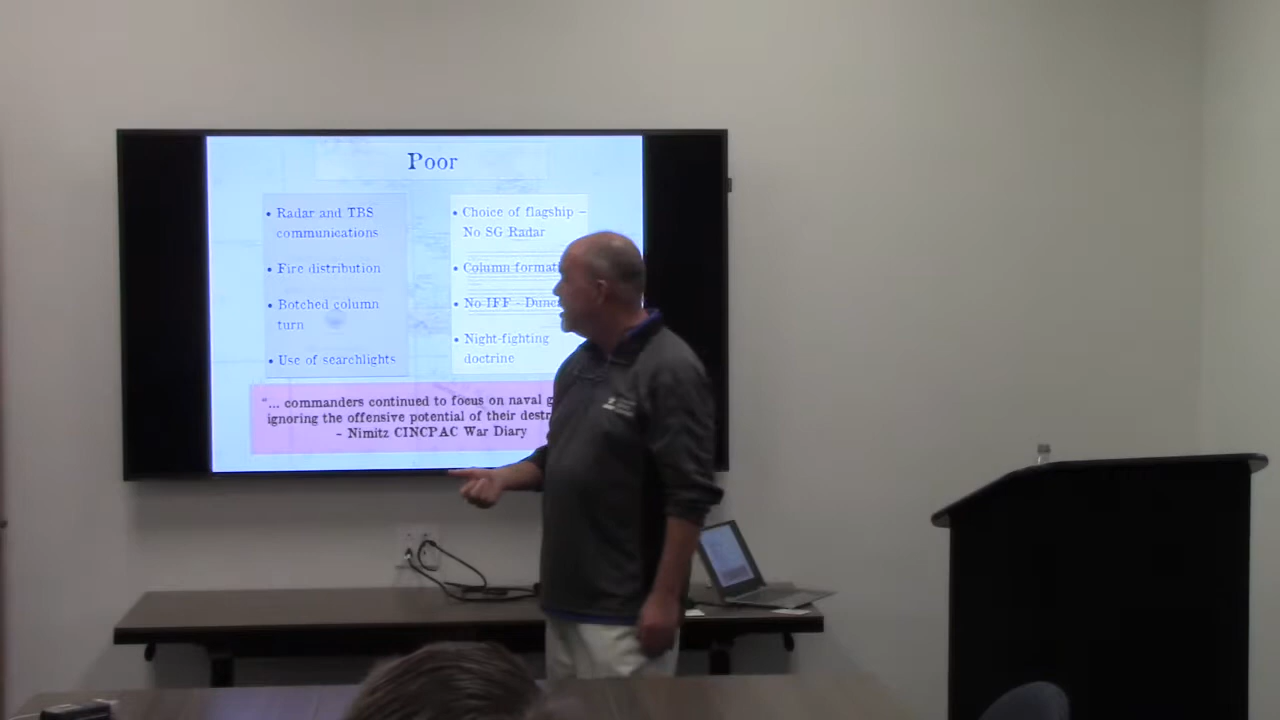 Poor
• Radar and TBS
communications
• Fire distribution
• Botched column
turn
• Use of searchlights
• Choice of flagship –
No SG Radar
• Column format
• No IFF - Dunc
• Night-fighting
doctrine
"... commanders continued to focus on naval g
ignoring the offensive potential of their destr
- Nimitz CINCPAC War Diary